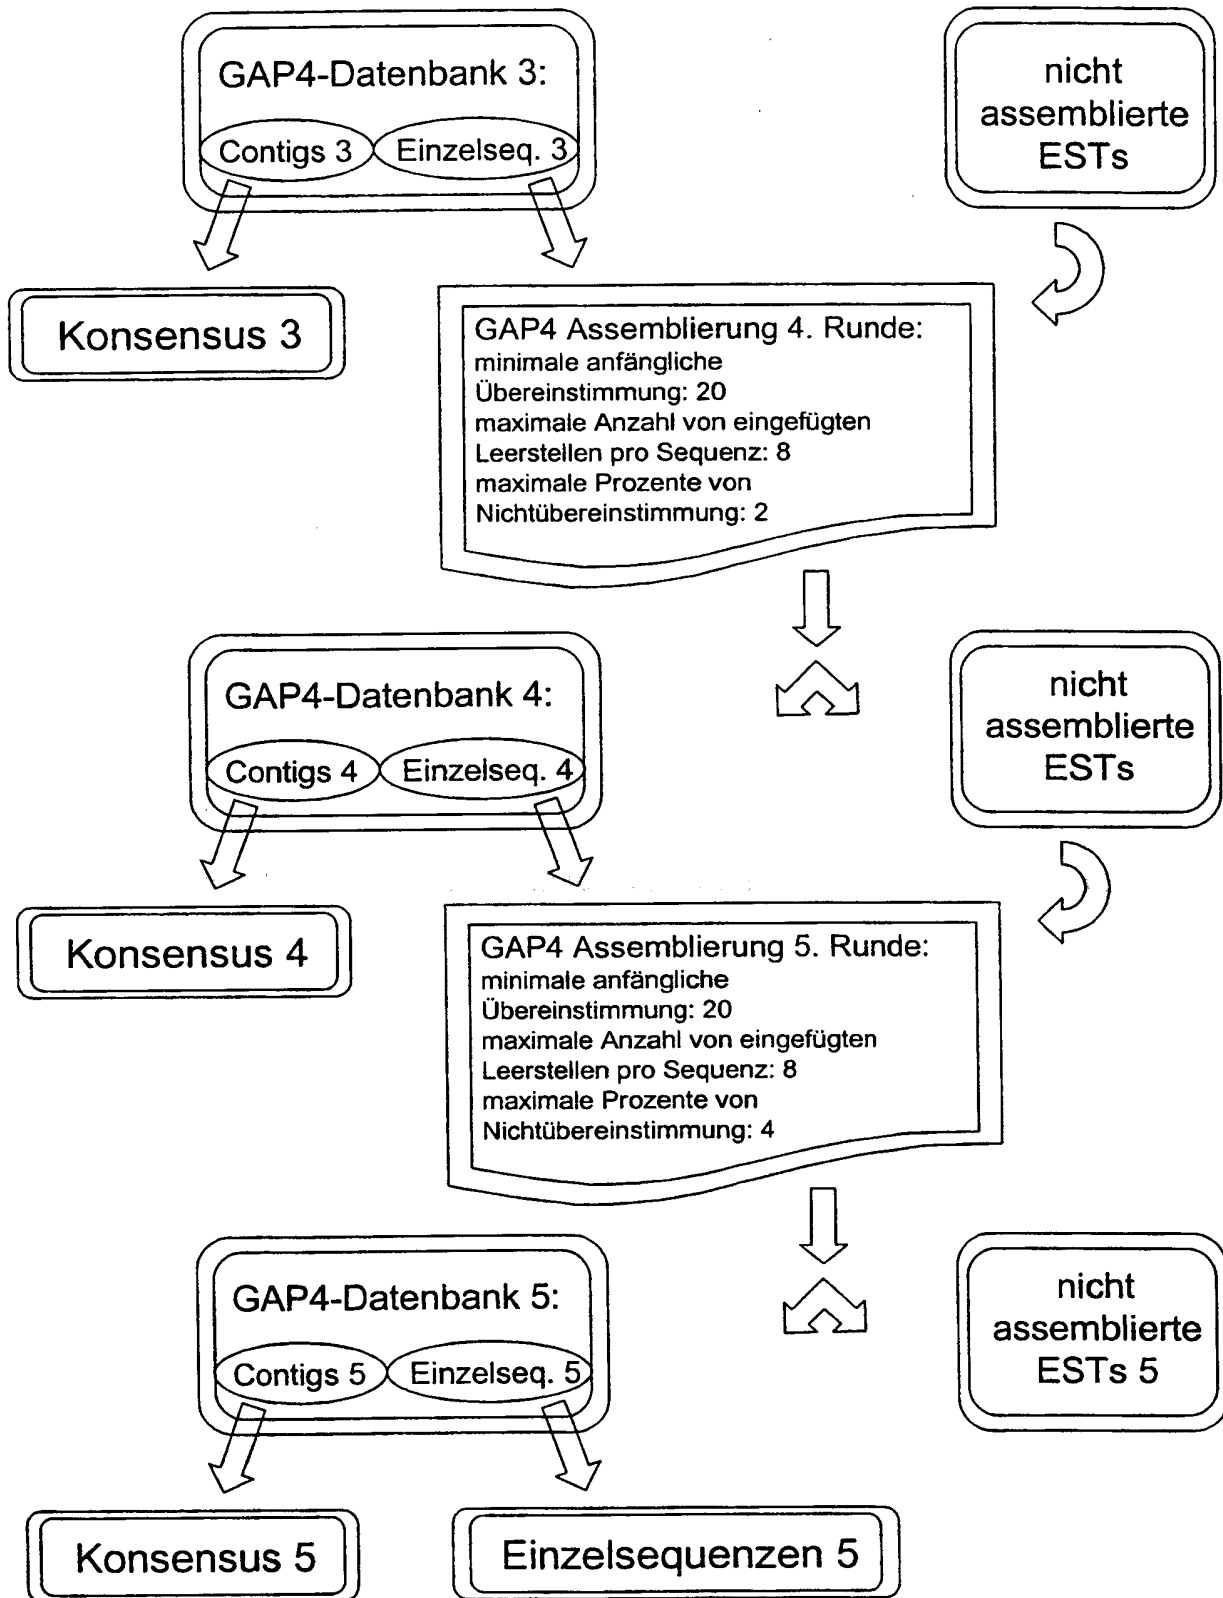 GAP4-Datenbank 3:
Contigs 3
Einzelseq. 3
nicht
assemblierte
ESTs
Konsensus 3
GAP4 Assemblierung 4. Runde:
minimale anfängliche
Übereinstimmung: 20
maximale Anzahl von eingefügten
Leerstellen pro Sequenz: 8
maximale Prozente von
Nichtübereinstimmung: 2
GAP4-Datenbank 4:
Contigs 4
Einzelseq. 4
nicht
assemblierte
ESTs
Konsensus 4
GAP4 Assemblierung 5. Runde:
minimale anfängliche
Übereinstimmung: 20
maximale Anzahl von eingefügten
Leerstellen pro Sequenz: 8
maximale Prozente von
Nichtübereinstimmung: 4
GAP4-Datenbank 5:
Contigs 5
Einzelseq. 5
nicht
assemblierte
ESTs 5
Konsensus 5
Einzelsequenzen 5